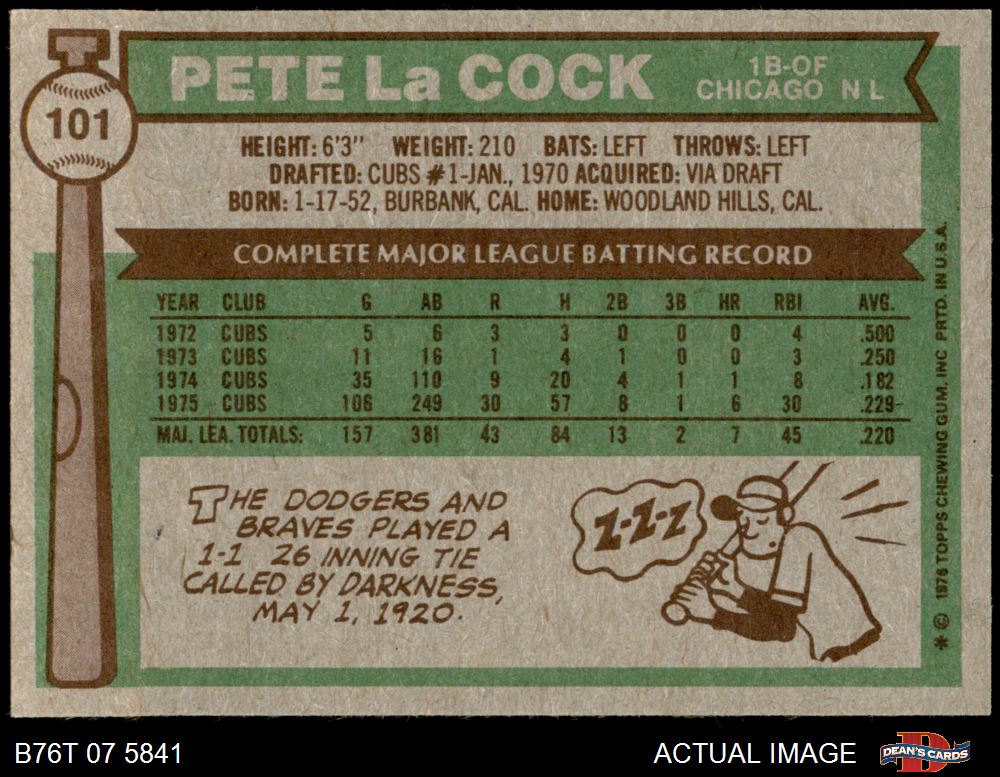 PETE La COCK
1B-OF
CHICAGO N L
101
HEIGHT: 6'3" WEIGHT: 210 BATS: LEFT THROWS: LEFT
DRAFTED: CUBS #1-JAN., 1970 ACQUIRED: VIA DRAFT
BORN: 1-17-52, BURBANK, CAL. HOME: WOODLAND HILLS, CAL.
COMPLETE MAJOR LEAGUE BATTING RECORD
YEAR CLUB G AB R H 2B 3B HR RBI AVG.
1972 CUBS 5 6 3 3 0 0 0 4 .500
1973 CUBS 11 16 1 4 1 0 0 3 .250
1974 CUBS 35 110 9 20 4 1 1 8 .182
1975 CUBS 106 249 30 57 8 1 6 30 .229
MAJ. LEA. TOTALS: 157 381 43 84 13 2 7 45 .220
THE DODGERS AND
BRAVES PLAYED A
1-1 26 INNING TIE
CALLED BY DARKNESS,
MAY 1, 1920.
Z-Z-Z
* © 1976 TOPPS CHEWING GUM, INC PRTD. IN U.S.A.
B76T 07 5841
ACTUAL IMAGE
D
DEAN'S CARDS